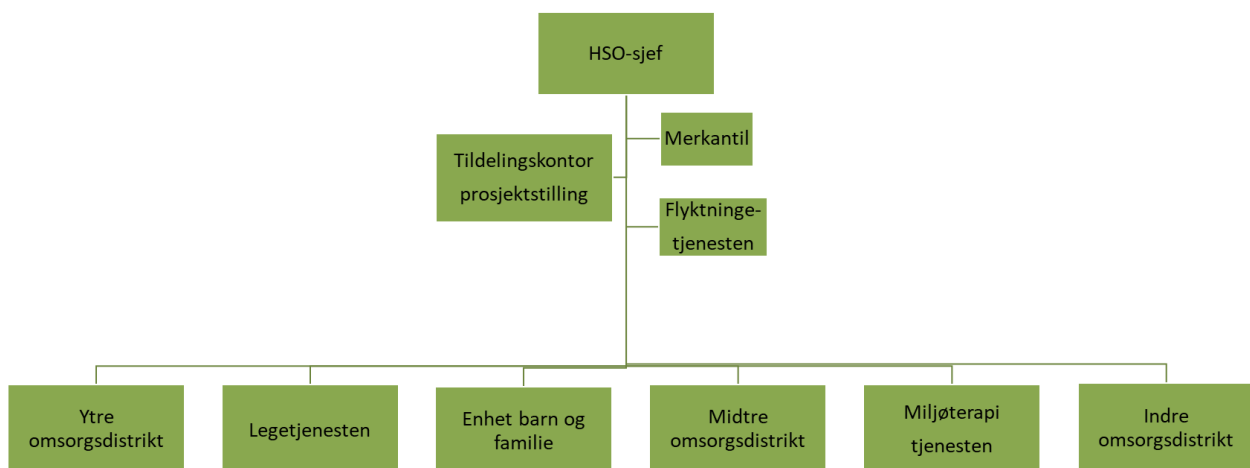 HSO-sjef
Merkantil
Tildelingskontor
prosjektstilling
Flyktninge-
tjenesten
Ytre
omsorgsdistrikt
Legetjenesten
Enhet barn og
familie
Midtre
omsorgsdistrikt
Miljøterapi
tjenesten
Indre
omsorgsdistrikt